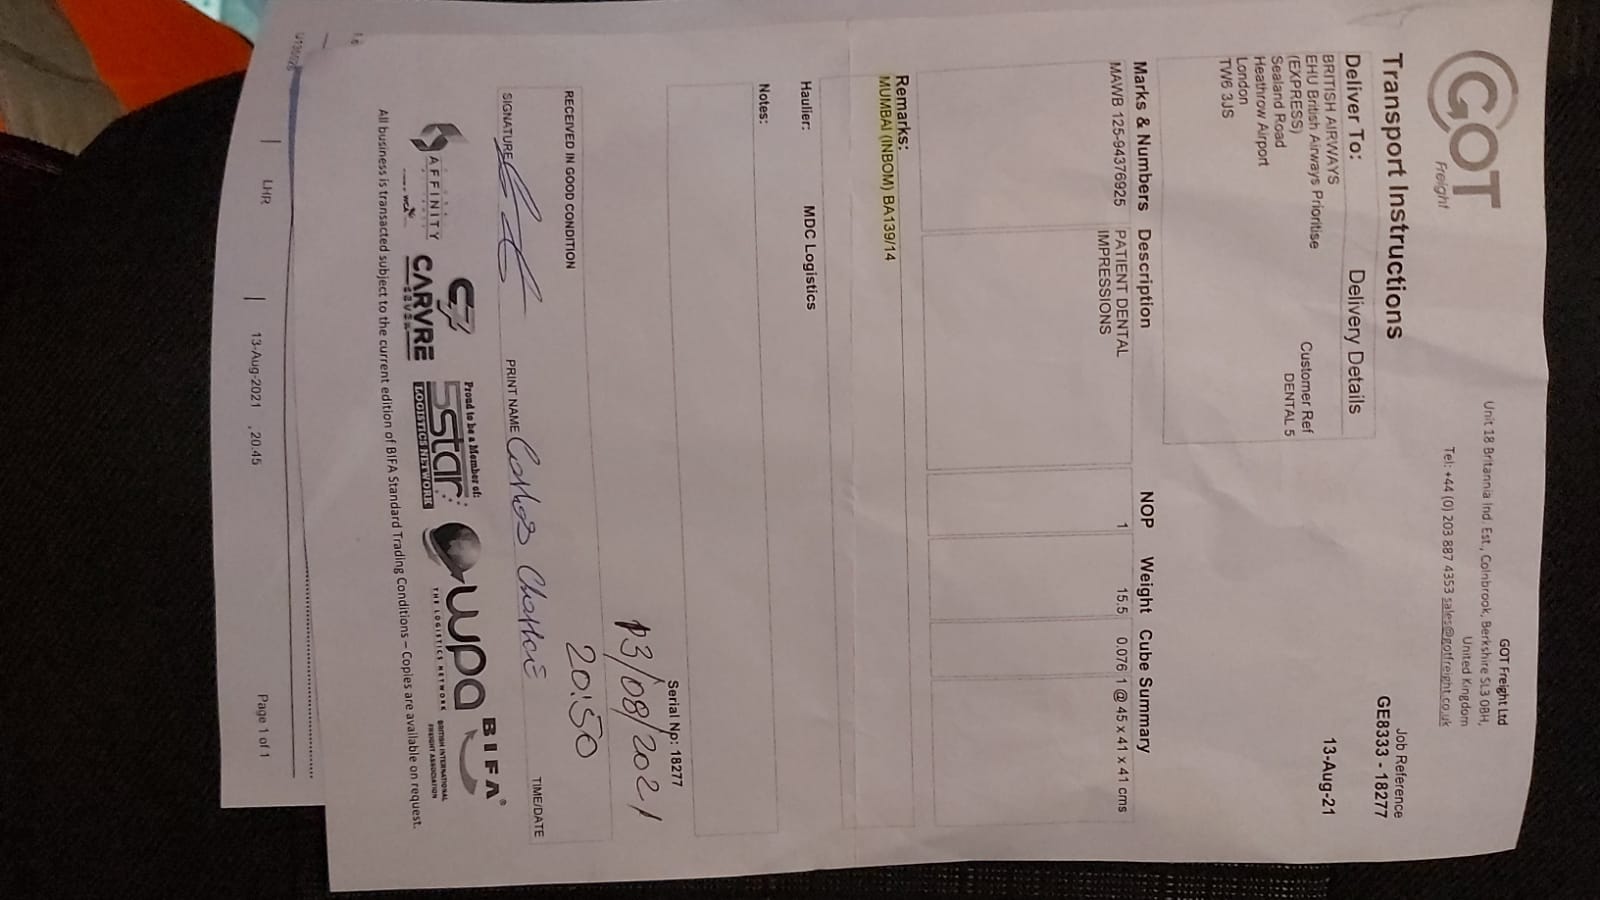 GOT
Freight
GOT Freight Ltd
Unit 18 Britannia Ind. Est., Colnbrook, Berkshire SL3 0BH,
United Kingdom
Tel: +44 (0) 203 887 4353 sales@gotfreight.co.uk
Transport Instructions
Job Reference
GE8333 - 18277
Deliver To: Delivery Details
13-Aug-21
BRITISH AIRWAYS
EHU British Airways Prioritise
(EXPRESS)
Sealand Road
Heathrow Airport
London
TW6 3JS
Customer Ref
DENTAL 5
Marks & Numbers Description NOP Weight Cube Summary
MAWB 125-94376925 PATIENT DENTAL IMPRESSIONS 1 15.5 0.076 1 @ 45 x 41 x 41 cms
Remarks:
MUMBAI (INBOM) BA139/14
Haulier: MDC Logistics
Notes:
Serial No: 18277
13/08/2021
RECEIVED IN GOOD CONDITION
20:50
SIGNATURE PRINT NAME TIME/DATE
Proud to be a Member of:
AFFINITY
WCA
CARVRE
SEVEN
5star
LOGISTICS NETWORK
wpa
THE LOGISTICS NETWORK
BIFA
BRITISH INTERNATIONAL
FREIGHT ASSOCIATION
All business is transacted subject to the current edition of BIFA Standard Trading Conditions – Copies are available on request.
LHR | 13-Aug-2021 , 20:45 Page 1 of 1